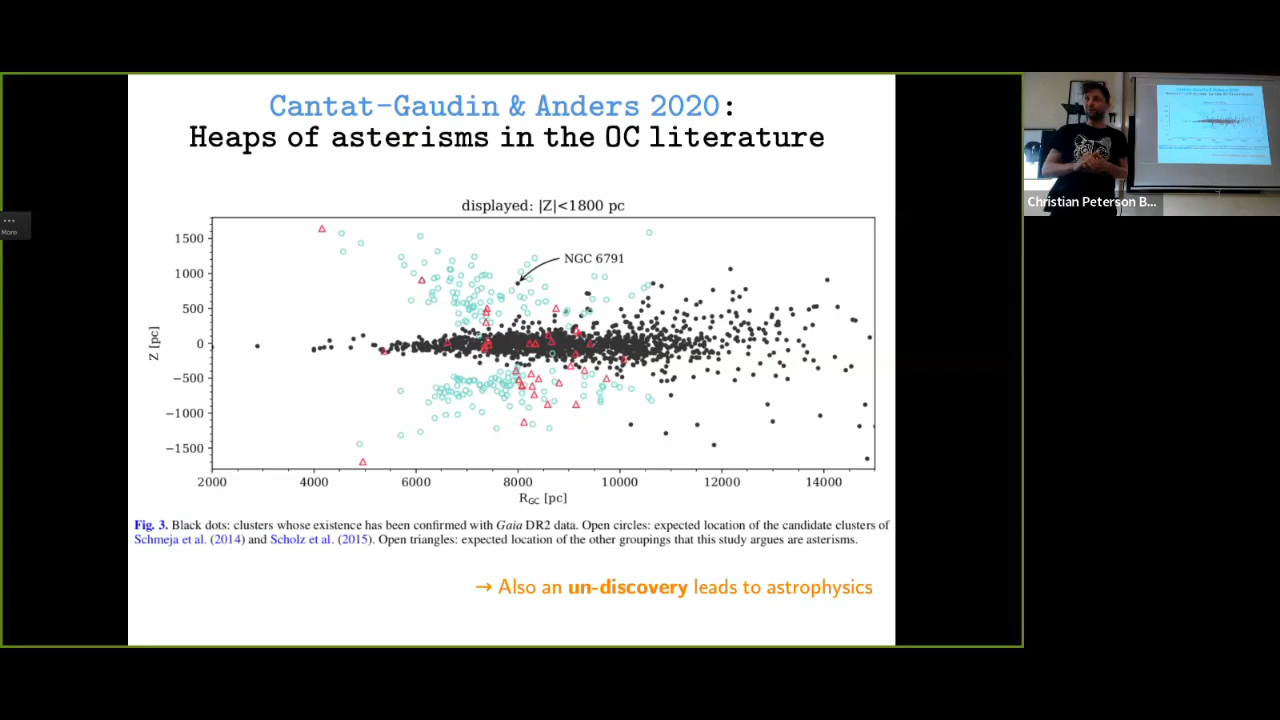 Cantat-Gaudin & Anders 2020:
Heaps of asterisms in the OC literature
displayed: |Z|<1800 pc
NGC 6791
Z [pc]
1500
1000
500
0
−500
−1000
−1500
2000 4000 6000 8000 10000 12000 14000
R_GC [pc]
Fig. 3. Black dots: clusters whose existence has been confirmed with Gaia DR2 data. Open circles: expected location of the candidate clusters of
Schmeja et al. (2014) and Scholz et al. (2015). Open triangles: expected location of the other groupings that this study argues are asterisms.
→ Also an un-discovery leads to astrophysics
More
Christian Peterson B...